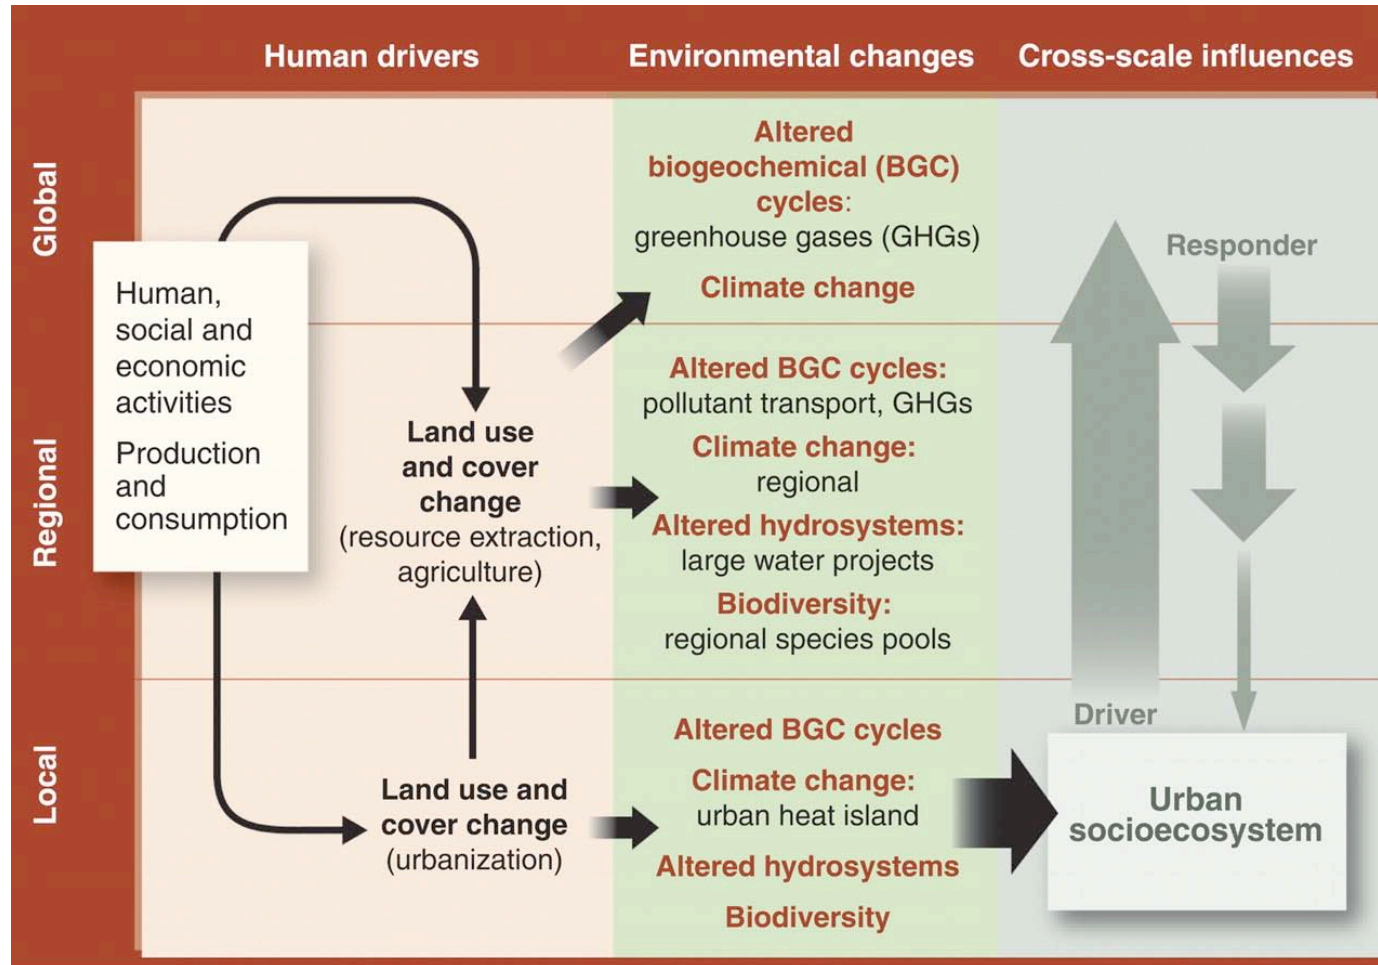 Human drivers
Environmental changes
Cross-scale influences
Global
Regional
Local
Human,
social and
economic
activities
Production
and
consumption
Land use
and cover
change
(resource extraction,
agriculture)
Land use and
cover change
(urbanization)
Altered
biogeochemical (BGC)
cycles:
greenhouse gases (GHGs)
Climate change
Altered BGC cycles:
pollutant transport, GHGs
Climate change:
regional
Altered hydrosystems:
large water projects
Biodiversity:
regional species pools
Altered BGC cycles
Climate change:
urban heat island
Altered hydrosystems
Biodiversity
Responder
Driver
Urban
socioecosystem